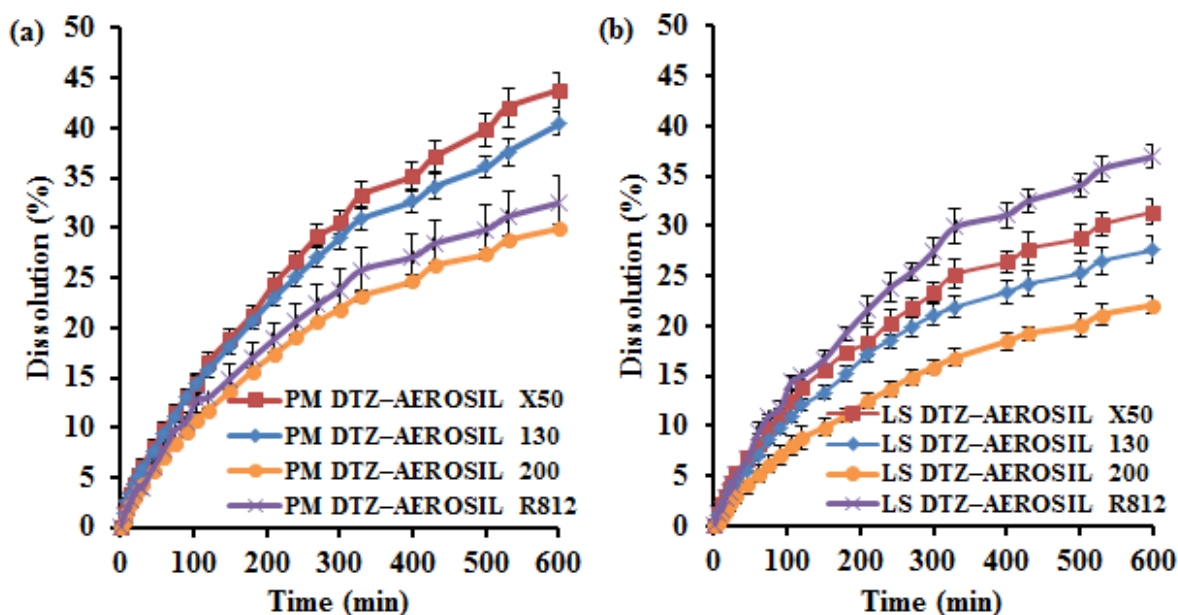 (a)
Dissolution (%)
50
45
40
35
30
25
20
15
10
5
0
PM DTZ–AEROSIL X50
PM DTZ–AEROSIL 130
PM DTZ–AEROSIL 200
PM DTZ–AEROSIL R812
0 100 200 300 400 500 600
Time (min)
(b)
Dissolution (%)
50
45
40
35
30
25
20
15
10
5
0
LS DTZ–AEROSIL X50
LS DTZ–AEROSIL 130
LS DTZ–AEROSIL 200
LS DTZ–AEROSIL R812
0 100 200 300 400 500 600
Time (min)